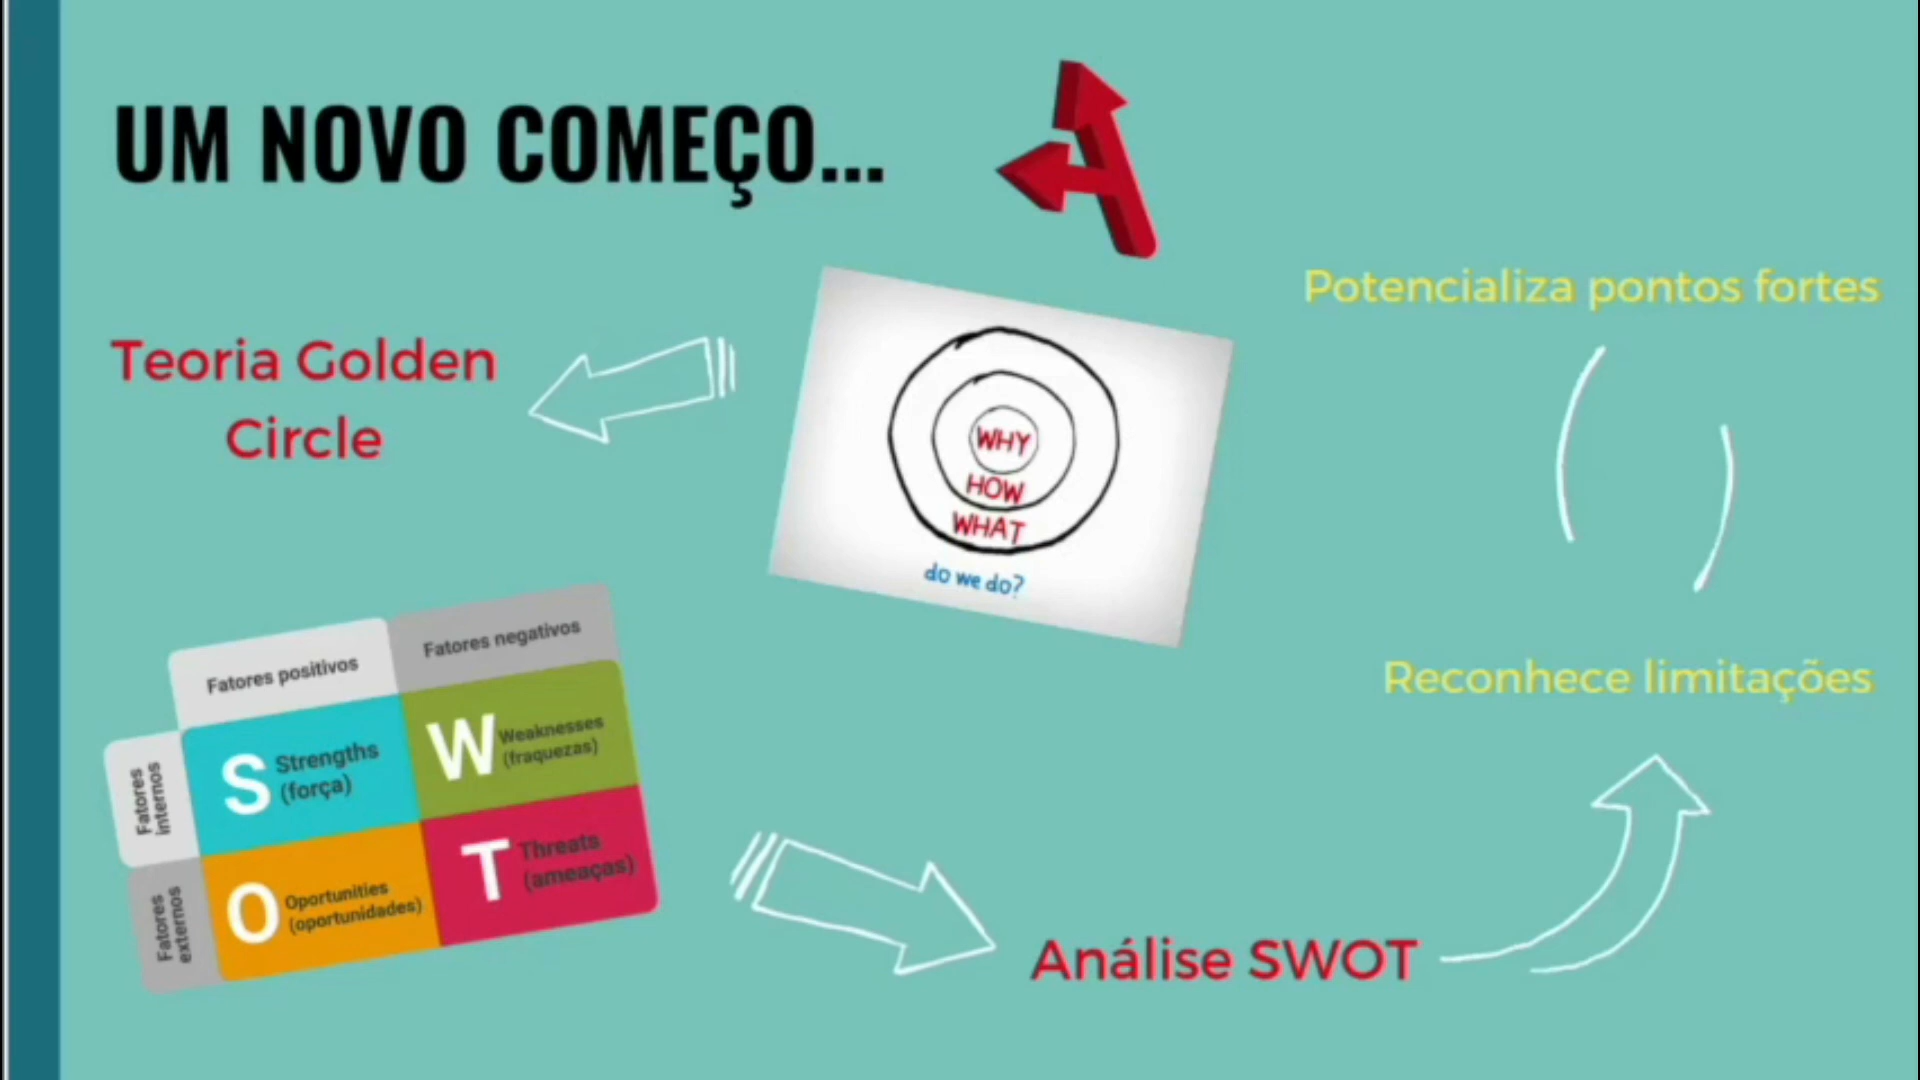 UM NOVO COMEÇO...
Teoria Golden
Circle
WHY
HOW
WHAT
do we do?
Potencializa pontos fortes
Reconhece limitações
Fatores positivos
Fatores negativos
Fatores
internos
S Strengths
(força)
W Weaknesses
(fraquezas)
Fatores
externos
O Oportunities
(oportunidades)
T Threats
(ameaças)
Análise SWOT